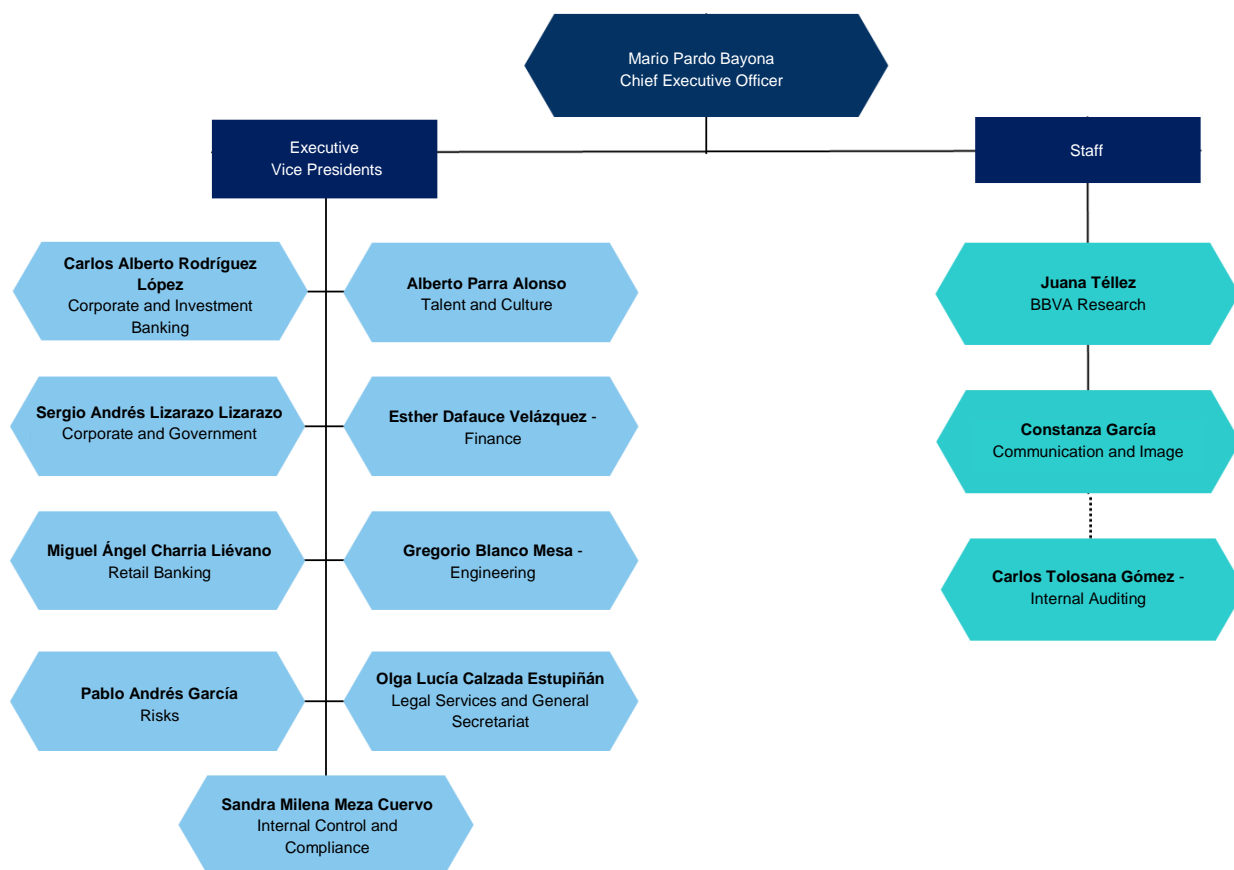 Mario Pardo Bayona
Chief Executive Officer
Executive
Vice Presidents
Staff
Carlos Alberto Rodríguez
López
Corporate and Investment
Banking
Alberto Parra Alonso
Talent and Culture
Juana Téllez
BBVA Research
Sergio Andrés Lizarazo Lizarazo
Corporate and Government
Esther Dafauce Velázquez -
Finance
Constanza García
Communication and Image
Miguel Ángel Charria Liévano
Retail Banking
Gregorio Blanco Mesa -
Engineering
Carlos Tolosana Gómez -
Internal Auditing
Pablo Andrés García
Risks
Olga Lucía Calzada Estupiñán
Legal Services and General
Secretariat
Sandra Milena Meza Cuervo
Internal Control and
Compliance